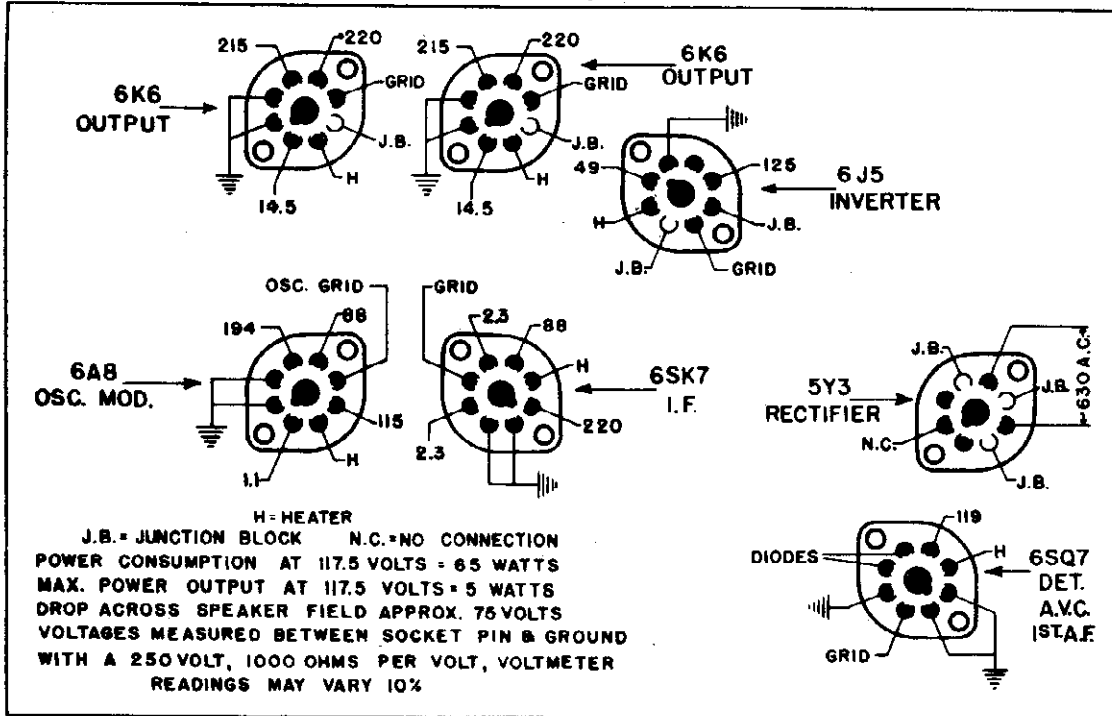 215
220
GRID
6K6
OUTPUT
J.B.
H
14.5
215
220
6K6
OUTPUT
GRID
J.B.
H
14.5
49
125
6J5
INVERTER
H
J.B.
J.B.
GRID
OSC. GRID
194
88
6A8
OSC. MOD.
115
H
1.1
GRID
2.3
88
H
6SK7
I.F.
220
2.3
5Y3
RECTIFIER
J.B.
J.B.
630 A.C.
N.C.
J.B.
H=HEATER
J.B.= JUNCTION BLOCK N.C.=NO CONNECTION
POWER CONSUMPTION AT 117.5 VOLTS = 65 WATTS
MAX. POWER OUTPUT AT 117.5 VOLTS = 5 WATTS
DROP ACROSS SPEAKER FIELD APPROX. 75 VOLTS
VOLTAGES MEASURED BETWEEN SOCKET PIN & GROUND
WITH A 250 VOLT, 1000 OHMS PER VOLT, VOLTMETER
READINGS MAY VARY 10%
119
DIODES
H
6SQ7
DET.
A.V.C.
1ST. A.F.
GRID